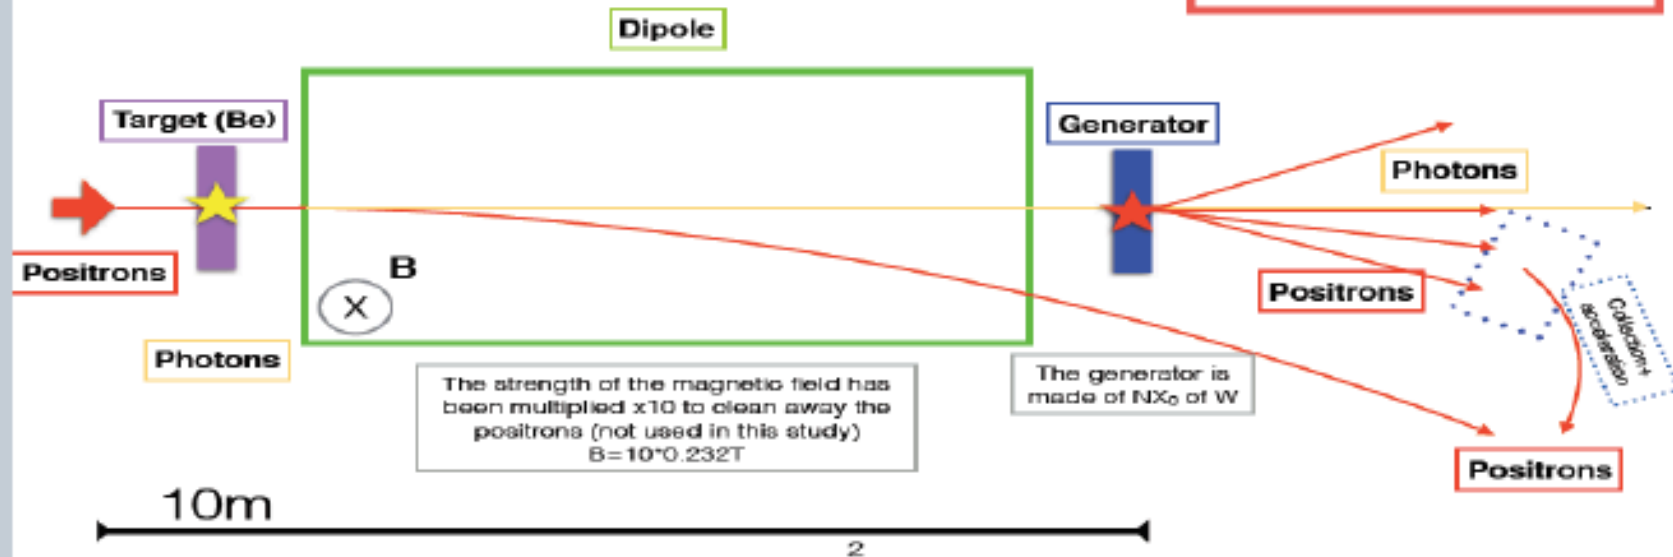 Dipole
Target (Be)
Generator
Photons
B
Positrons
X
Positrons
Collection+
acceleration
Photons
The strength of the magnetic field has
been multiplied x10 to clean away the
positrons (not used in this study)
B=10*0.232T
The generator is
made of NX₀ of W
Positrons
10m
2